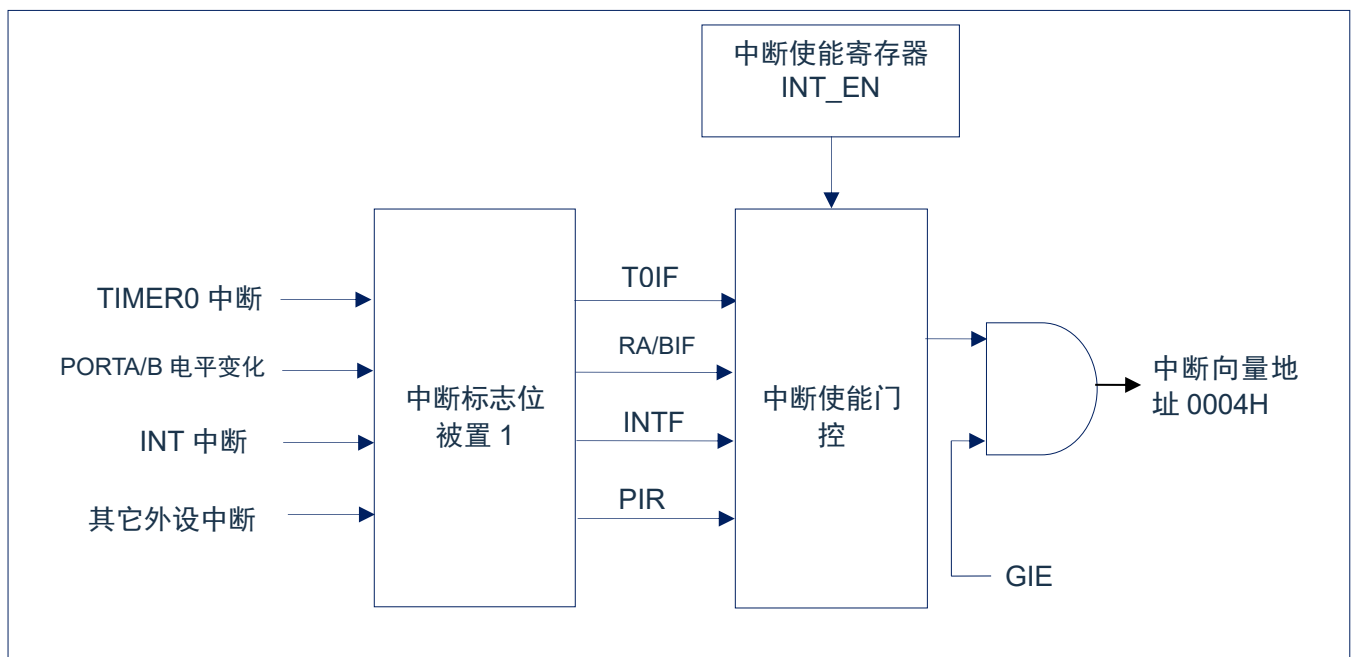 中断使能寄存器
INT_EN
TIMER0 中断
PORTA/B 电平变化
INT 中断
其它外设中断
中断标志位
被置 1
T0IF
RA/BIF
INTF
PIR
中断使能门
控
GIE
中断向量地
址 0004H